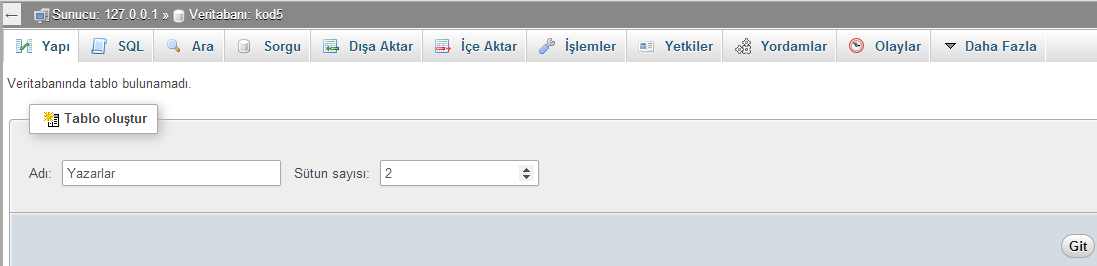 Sunucu: 127.0.0.1 » Veritabanı: kod5
Yapı SQL Ara Sorgu Dışa Aktar İçe Aktar İşlemler Yetkiler Yordamlar Olaylar Daha Fazla
Veritabanında tablo bulunamadı.
Tablo oluştur
Adı: Yazarlar Sütun sayısı: 2
Git